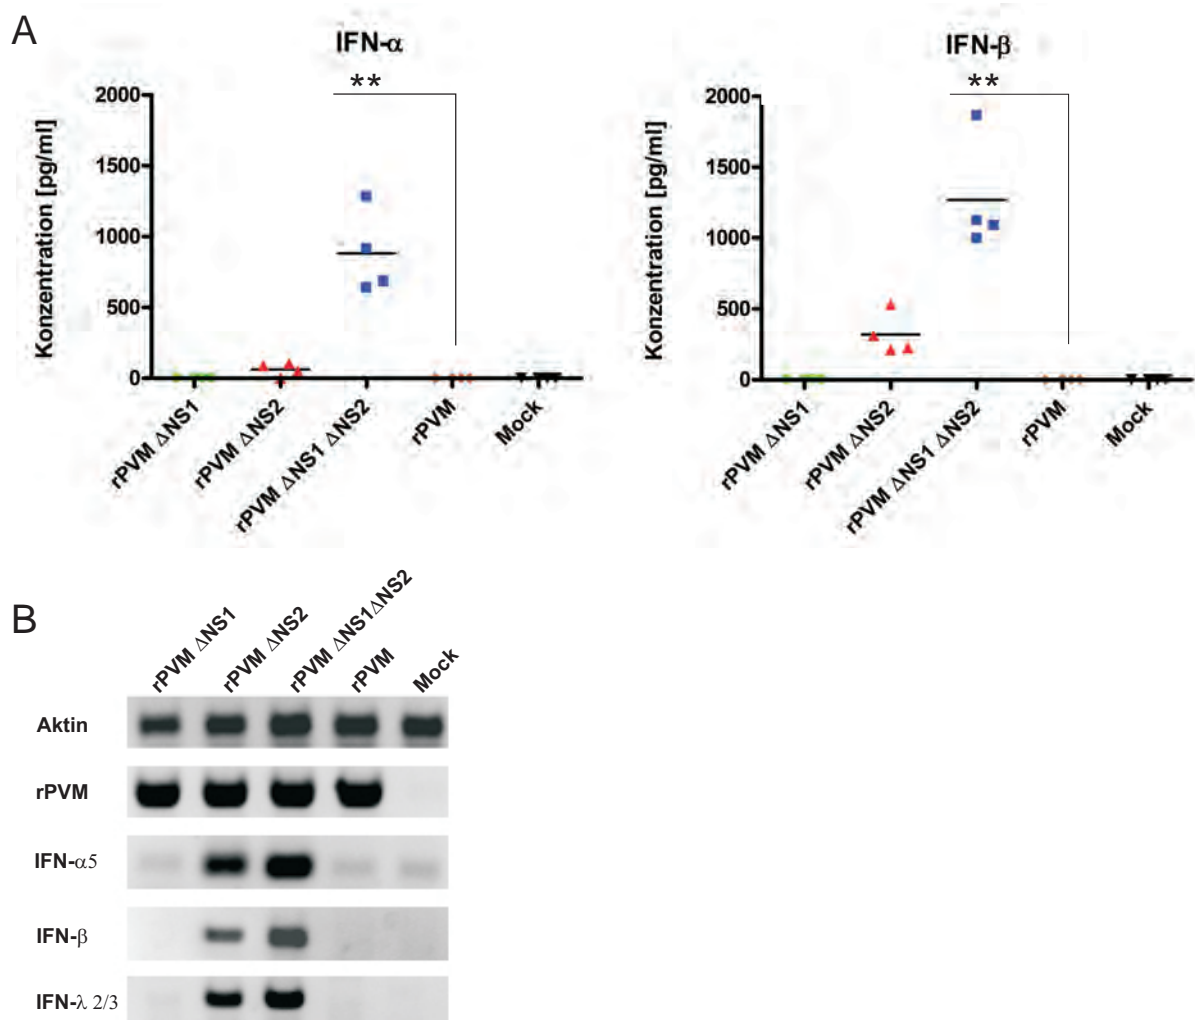 A
IFN-α
**
2000
1500
1000
500
0
Konzentration [pg/ml]
rPVM ΔNS1
rPVM ΔNS2
rPVM ΔNS1 ΔNS2
rPVM
Mock
IFN-β
**
2000
1500
1000
500
0
Konzentration [pg/ml]
rPVM ΔNS1
rPVM ΔNS2
rPVM ΔNS1 ΔNS2
rPVM
Mock
B
rPVM ΔNS1
rPVM ΔNS2
rPVM ΔNS1ΔNS2
rPVM
Mock
Aktin
rPVM
IFN-α5
IFN-β
IFN-λ 2/3